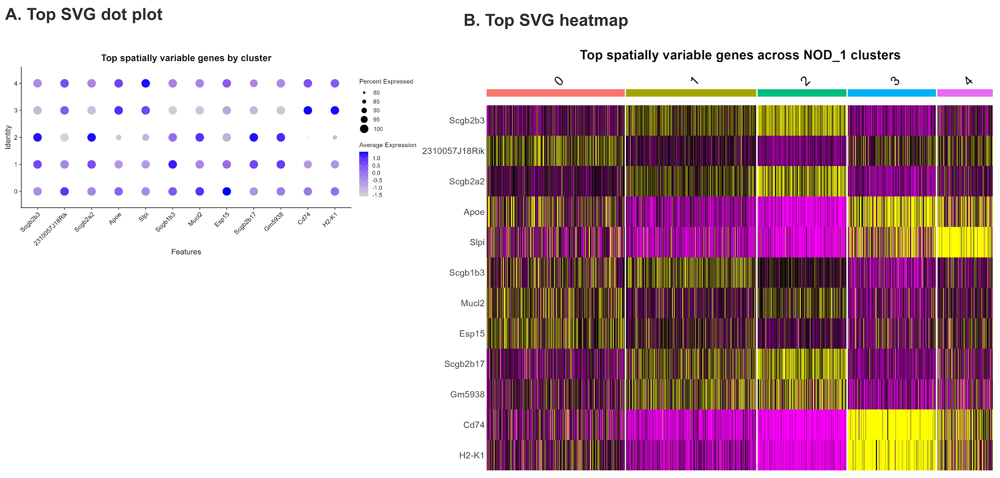 A. Top SVG dot plot
Top spatially variable genes by cluster
Identity
4
3
2
1
0
Scgb2b3
2310057J18Rik
Scgb2a2
Apoe
Slpi
Scgb1b3
Mucl2
Esp15
Scgb2b17
Gm5938
Cd74
H2-K1
Features
Percent Expressed
80
85
90
95
100
Average Expression
1.0
0.5
0.0
-0.5
-1.0
-1.5
B. Top SVG heatmap
Top spatially variable genes across NOD_1 clusters
0 1 2 3 4
Scgb2b3
2310057J18Rik
Scgb2a2
Apoe
Slpi
Scgb1b3
Mucl2
Esp15
Scgb2b17
Gm5938
Cd74
H2-K1